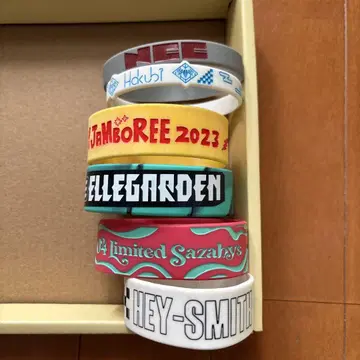 NEE
Hakubi
JAMBOREE 2023
ELLEGARDEN
04 Limited Sazabys
HEY-SMITH